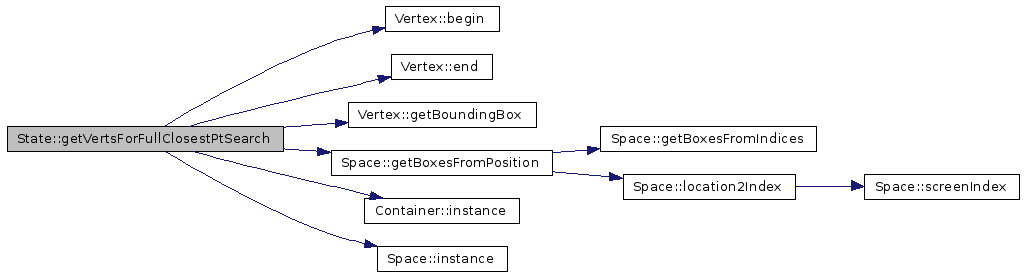 Vertex::begin
Vertex::end
Vertex::getBoundingBox
State::getVertsForFullClosestPtSearch
Space::getBoxesFromPosition
Space::getBoxesFromIndices
Space::location2Index
Space::screenIndex
Container::instance
Space::instance